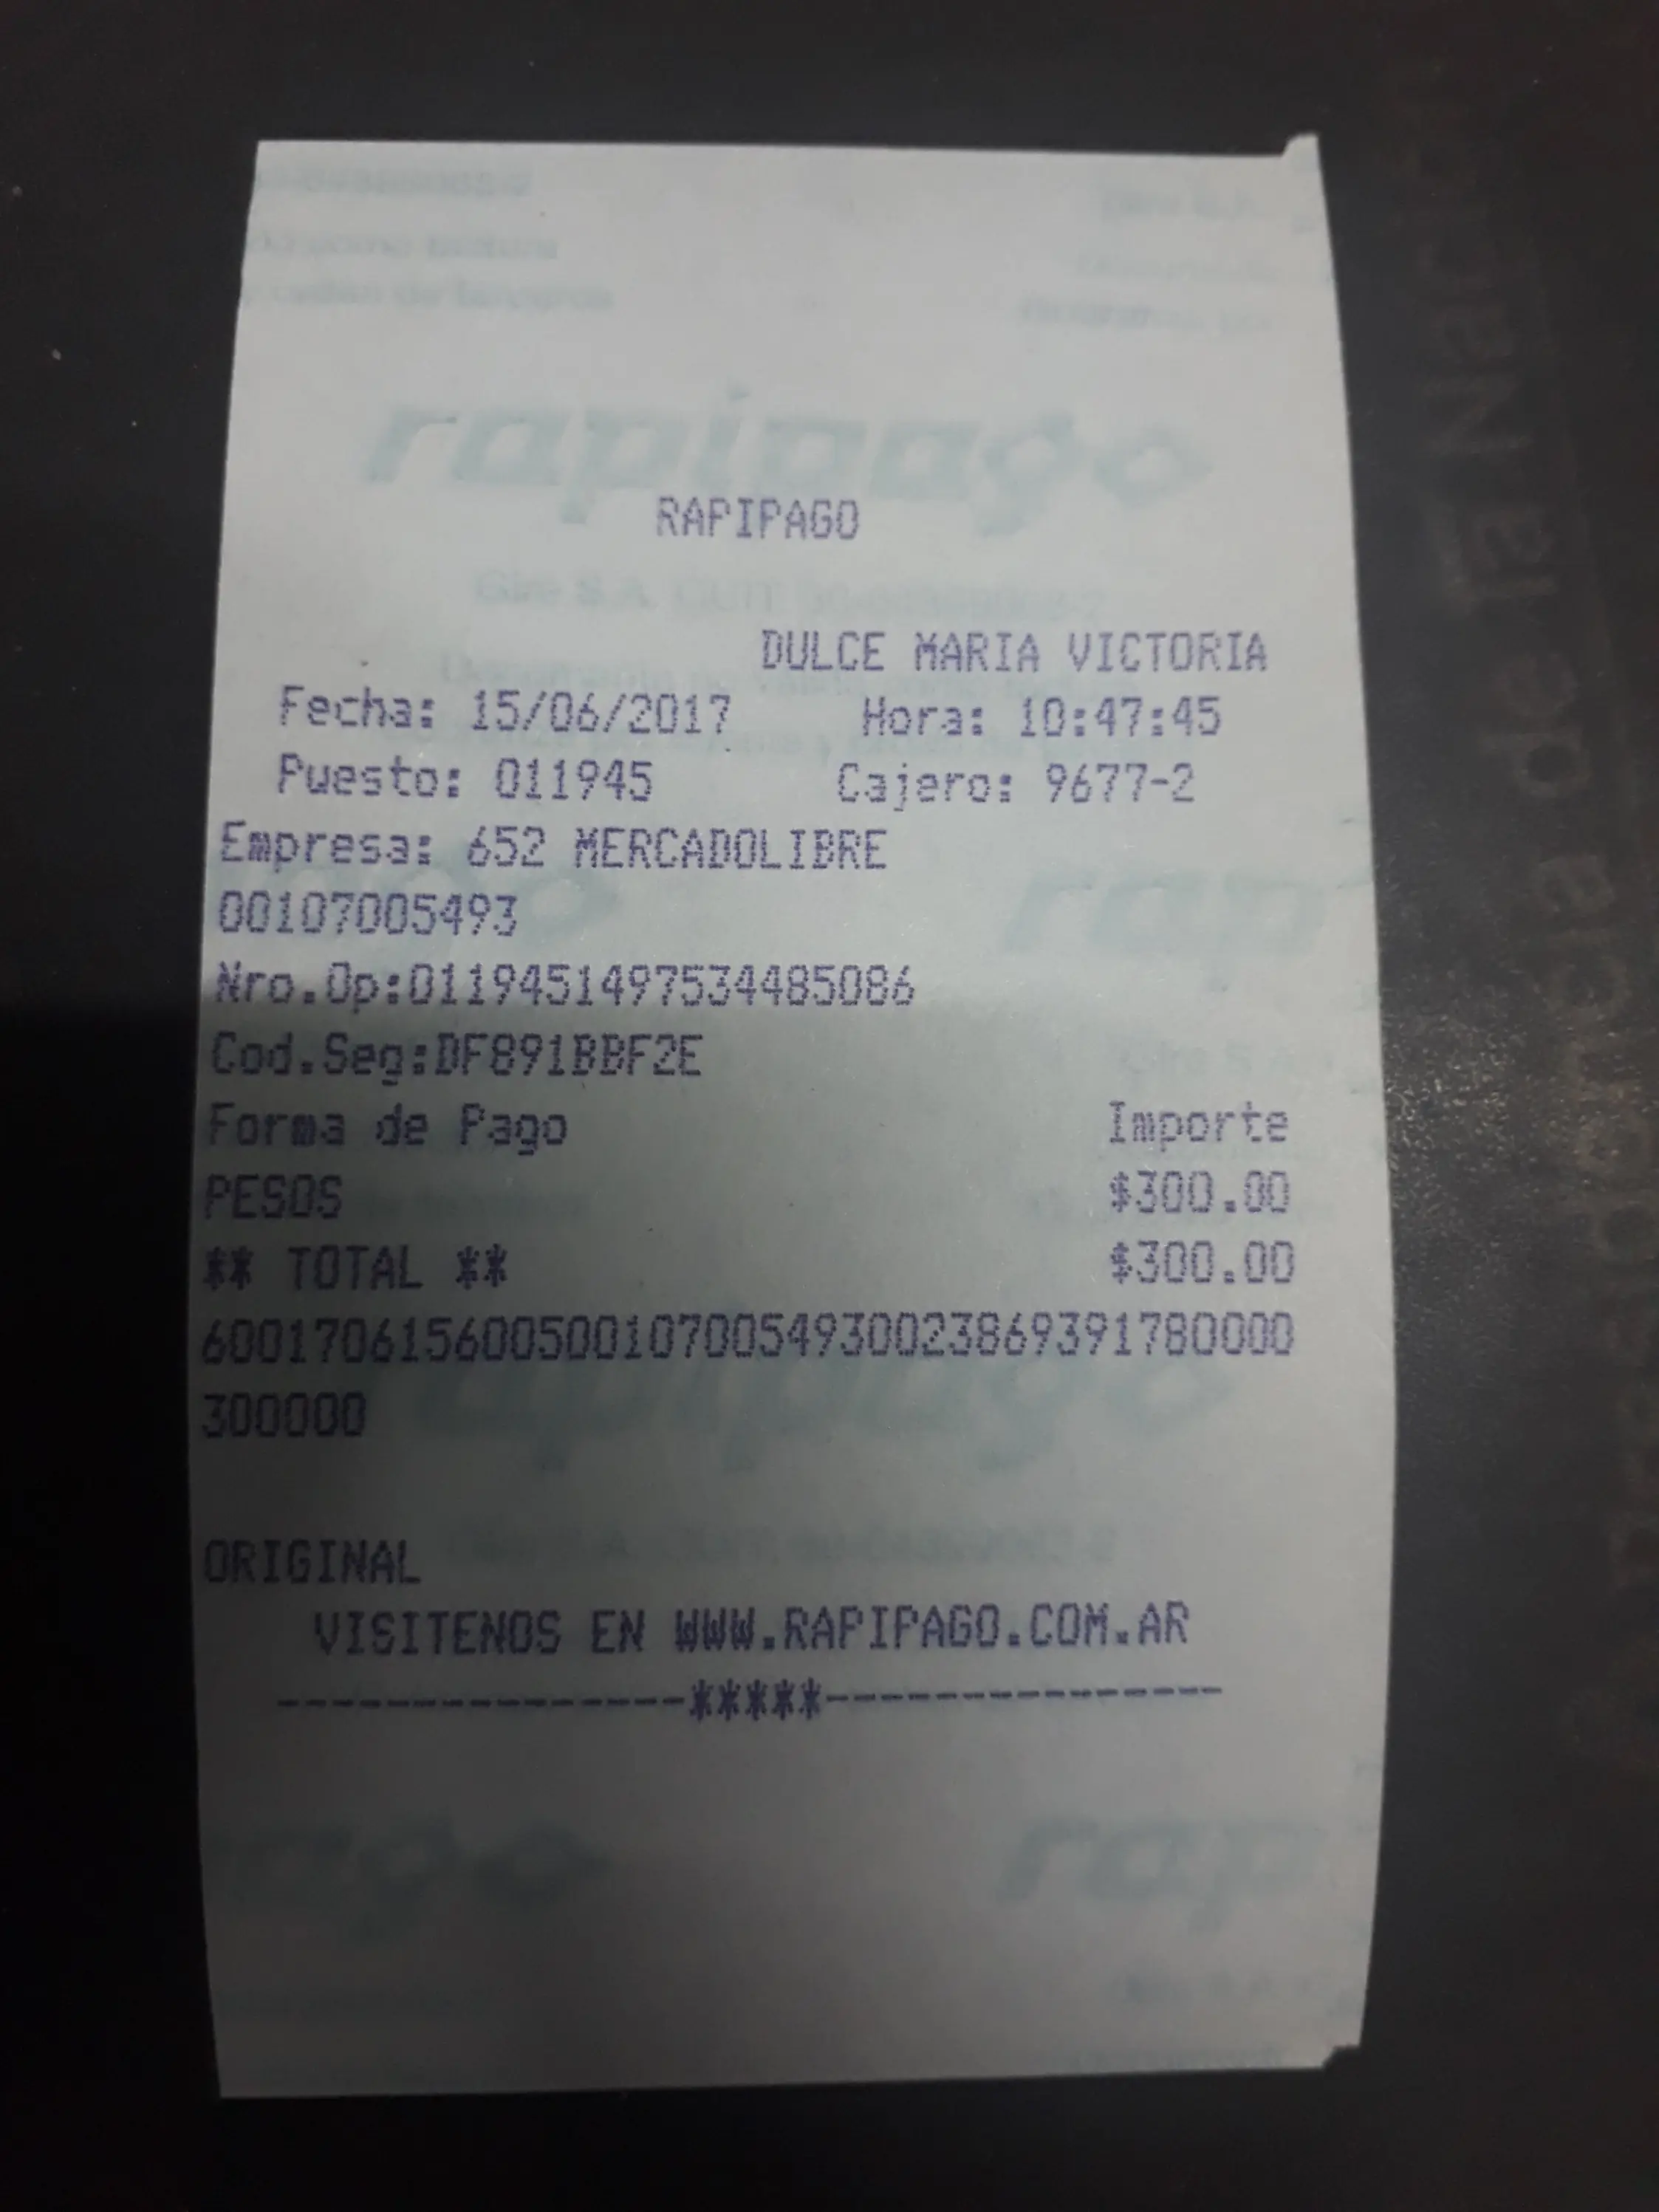 rapipago
RAPIPAGO
DULCE MARIA VICTORIA
Fecha: 15/06/2017 Hora: 10:47:45
Puesto: 011945 Cajero: 9677-2
Empresa: 652 MERCADOLIBRE
00107005493
Nro.Op:0119451497534485086
Cod.Seg:DF891BBF2E
Forma de Pago Importe
PESOS $300.00
** TOTAL ** $300.00
6001706156005001070054930023869391780000
300000
ORIGINAL
VISITENOS EN WWW.RAPIPAGO.COM.AR
---------------*****---------------